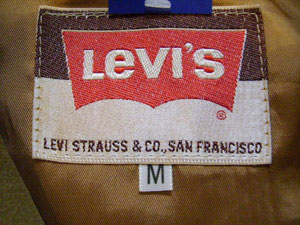 Levi's
®
LEVI STRAUSS & CO., SAN FRANCISCO
M